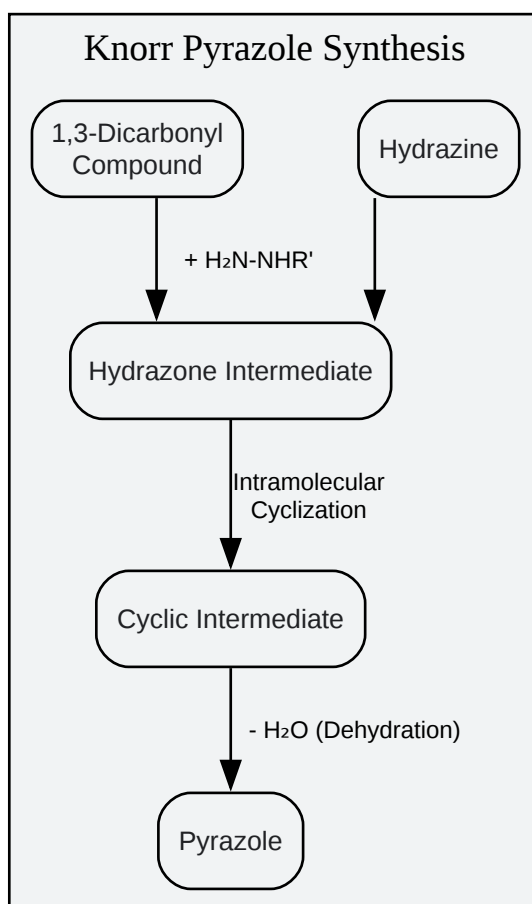 Knorr Pyrazole Synthesis
1,3-Dicarbonyl
Compound
Hydrazine
+ H₂N-NHR'
Hydrazone Intermediate
Intramolecular
Cyclization
Cyclic Intermediate
- H₂O (Dehydration)
Pyrazole